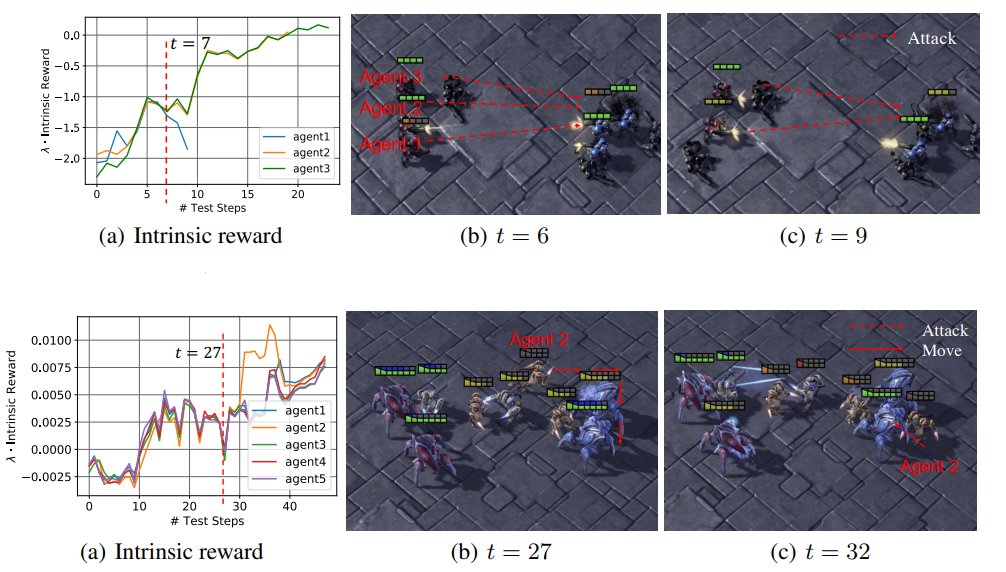 0.0
−0.5
−1.0
−1.5
−2.0
λ · Intrinsic Reward
t = 7
agent1
agent2
agent3
0 5 10 15 20
# Test Steps
(a) Intrinsic reward
Agent 3
Agent 2
Agent 1
(b) t = 6
Attack
(c) t = 9
0.0100
0.0075
0.0050
0.0025
0.0000
−0.0025
λ · Intrinsic Reward
t = 27
agent1
agent2
agent3
agent4
agent5
0 10 20 30 40
# Test Steps
(a) Intrinsic reward
Agent 2
(b) t = 27
Attack
Move
Agent 2
(c) t = 32